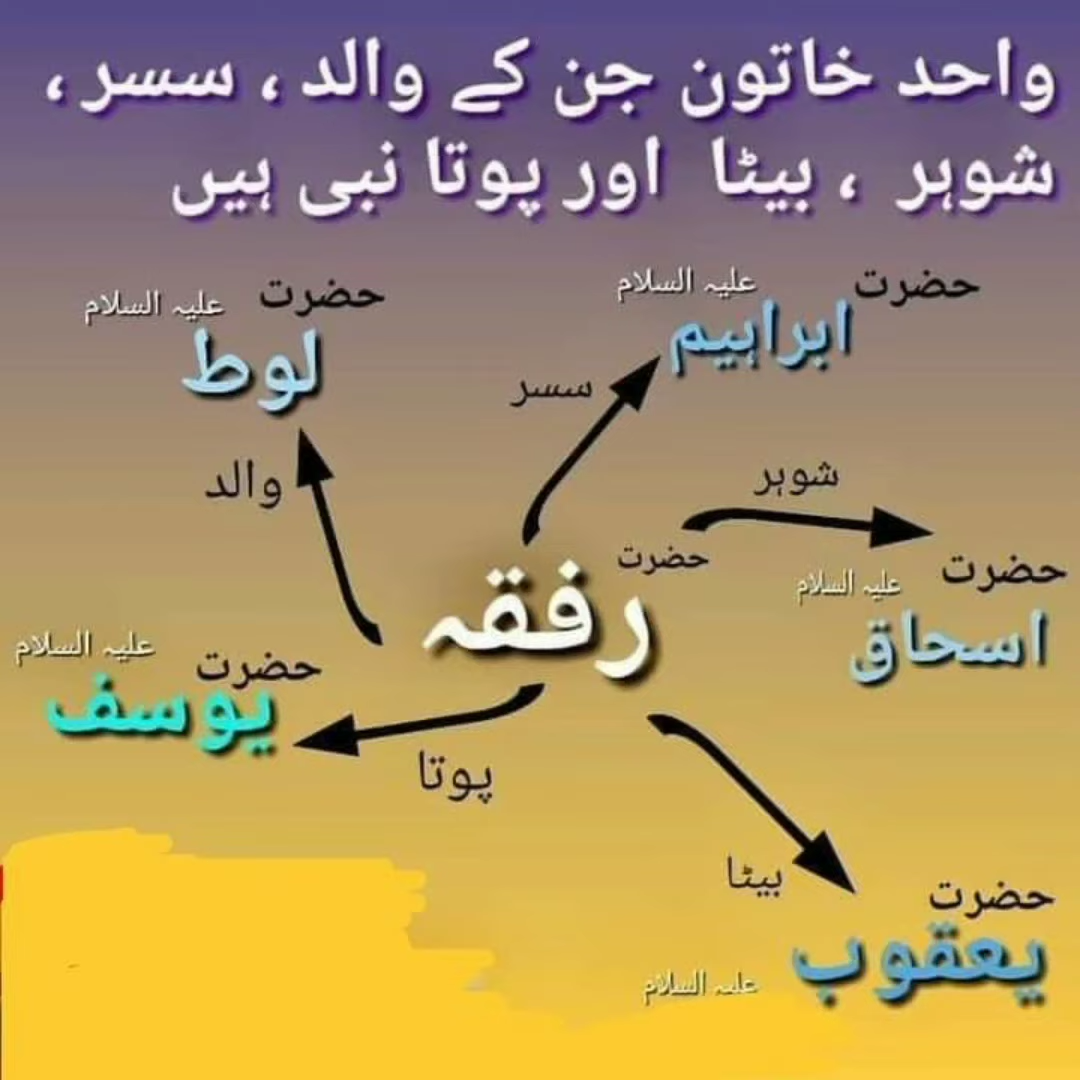 واحد خاتون جن کے والد ، سسر ،
شوہر ، بیٹا اور پوتا نبی ہیں
حضرت ابراہیم علیہ السلام
حضرت لوط علیہ السلام
سسر
والد
شوہر
حضرت رفقہ
حضرت اسحاق علیہ السلام
حضرت یوسف علیہ السلام
پوتا
بیٹا
حضرت یعقوب علیہ السلام